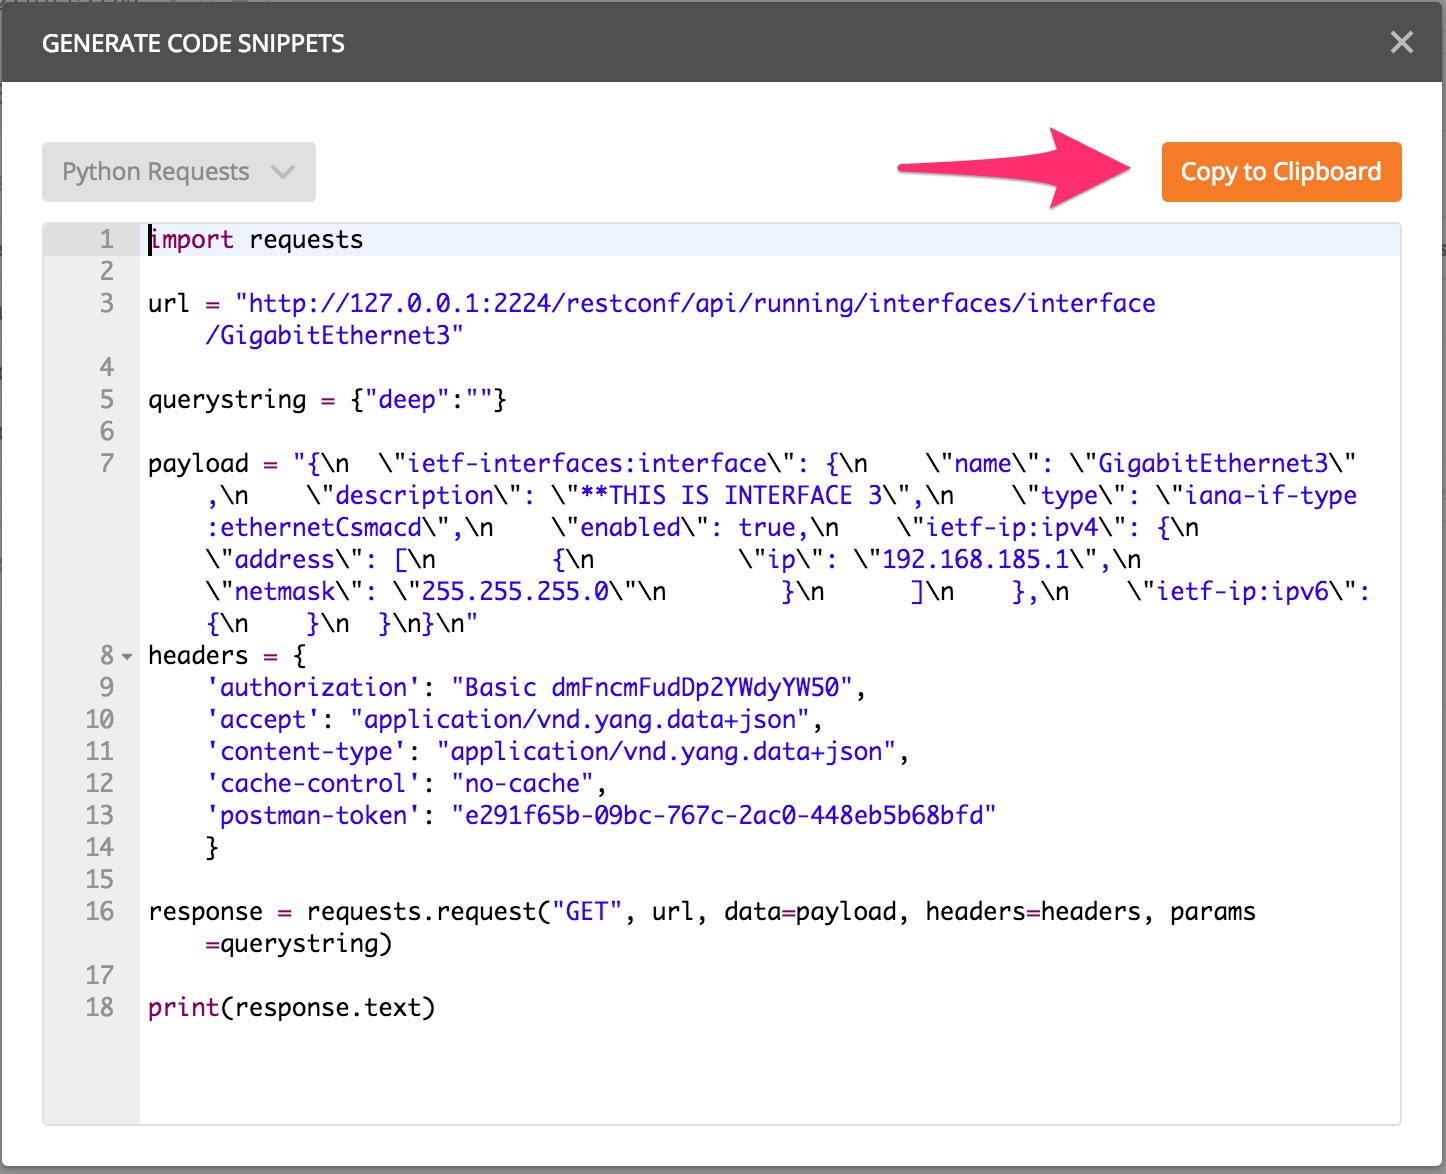 GENERATE CODE SNIPPETS
Python Requests
Copy to Clipboard
1 import requests
2
3 url = "http://127.0.0.1:2224/restconf/api/running/interfaces/interface
/GigabitEthernet3"
4
5 querystring = {"deep":""}
6
7 payload = "{\n  \"ietf-interfaces:interface\": {\n    \"name\": \"GigabitEthernet3\"
,\n    \"description\": \"**THIS IS INTERFACE 3\",\n    \"type\": \"iana-if-type
:ethernetCsmacd\",\n    \"enabled\": true,\n    \"ietf-ip:ipv4\": {\n
\"address\": [\n        {\n          \"ip\": \"192.168.185.1\",\n
\"netmask\": \"255.255.255.0\"\n        }\n      ]\n    },\n    \"ietf-ip:ipv6\":
{\n    }\n  }\n}\n"
8 headers = {
9     'authorization': "Basic dmFncmFudDp2YWdyYW50",
10     'accept': "application/vnd.yang.data+json",
11     'content-type': "application/vnd.yang.data+json",
12     'cache-control': "no-cache",
13     'postman-token': "e291f65b-09bc-767c-2ac0-448eb5b68bfd"
14     }
15
16 response = requests.request("GET", url, data=payload, headers=headers, params
=querystring)
17
18 print(response.text)